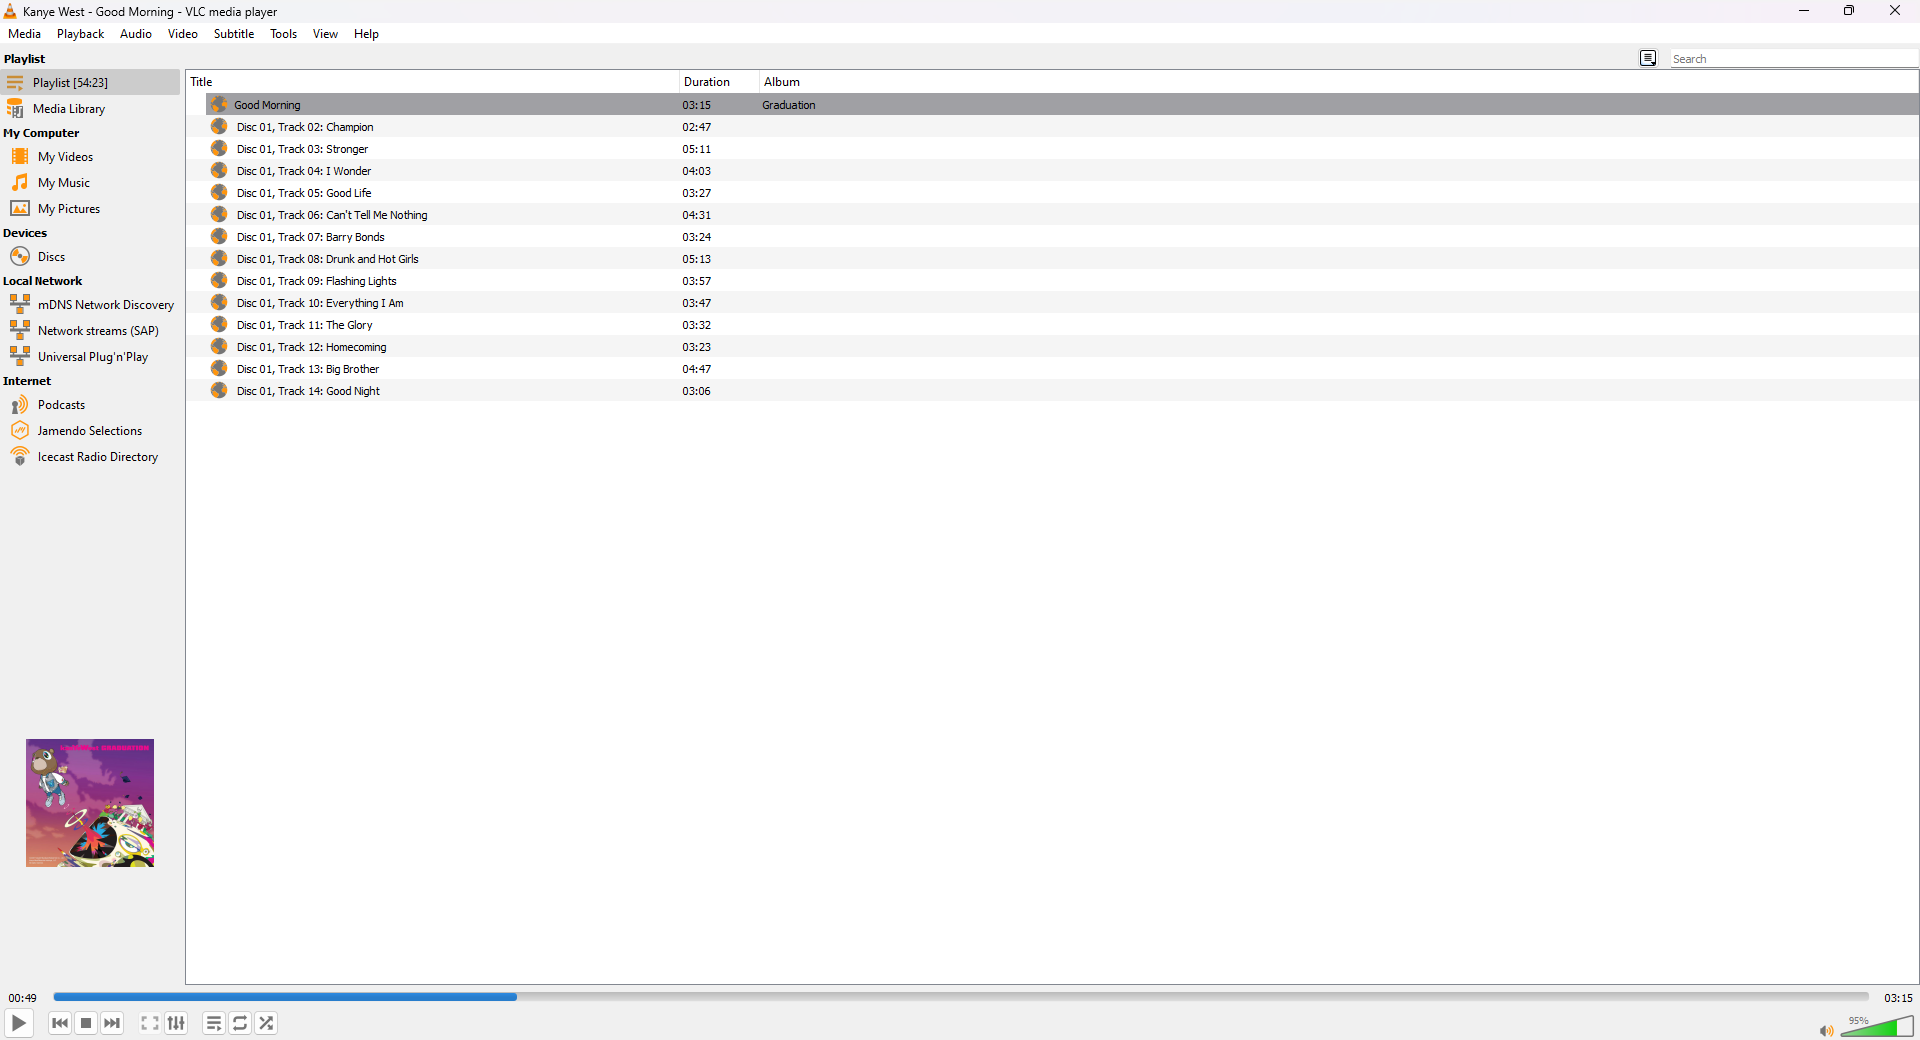 Kanye West - Good Morning - VLC media player
Media Playback Audio Video Subtitle Tools View Help
Playlist
Search
Playlist [54:23]
Media Library
My Computer
My Videos
My Music
My Pictures
Devices
Discs
Local Network
mDNS Network Discovery
Network streams (SAP)
Universal Plug'n'Play
Internet
Podcasts
Jamendo Selections
Icecast Radio Directory
Title Duration Album
Good Morning 03:15 Graduation
Disc 01, Track 02: Champion 02:47
Disc 01, Track 03: Stronger 05:11
Disc 01, Track 04: I Wonder 04:03
Disc 01, Track 05: Good Life 03:27
Disc 01, Track 06: Can't Tell Me Nothing 04:31
Disc 01, Track 07: Barry Bonds 03:24
Disc 01, Track 08: Drunk and Hot Girls 05:13
Disc 01, Track 09: Flashing Lights 03:57
Disc 01, Track 10: Everything I Am 03:47
Disc 01, Track 11: The Glory 03:32
Disc 01, Track 12: Homecoming 03:23
Disc 01, Track 13: Big Brother 04:47
Disc 01, Track 14: Good Night 03:06
00:49 03:15
95%